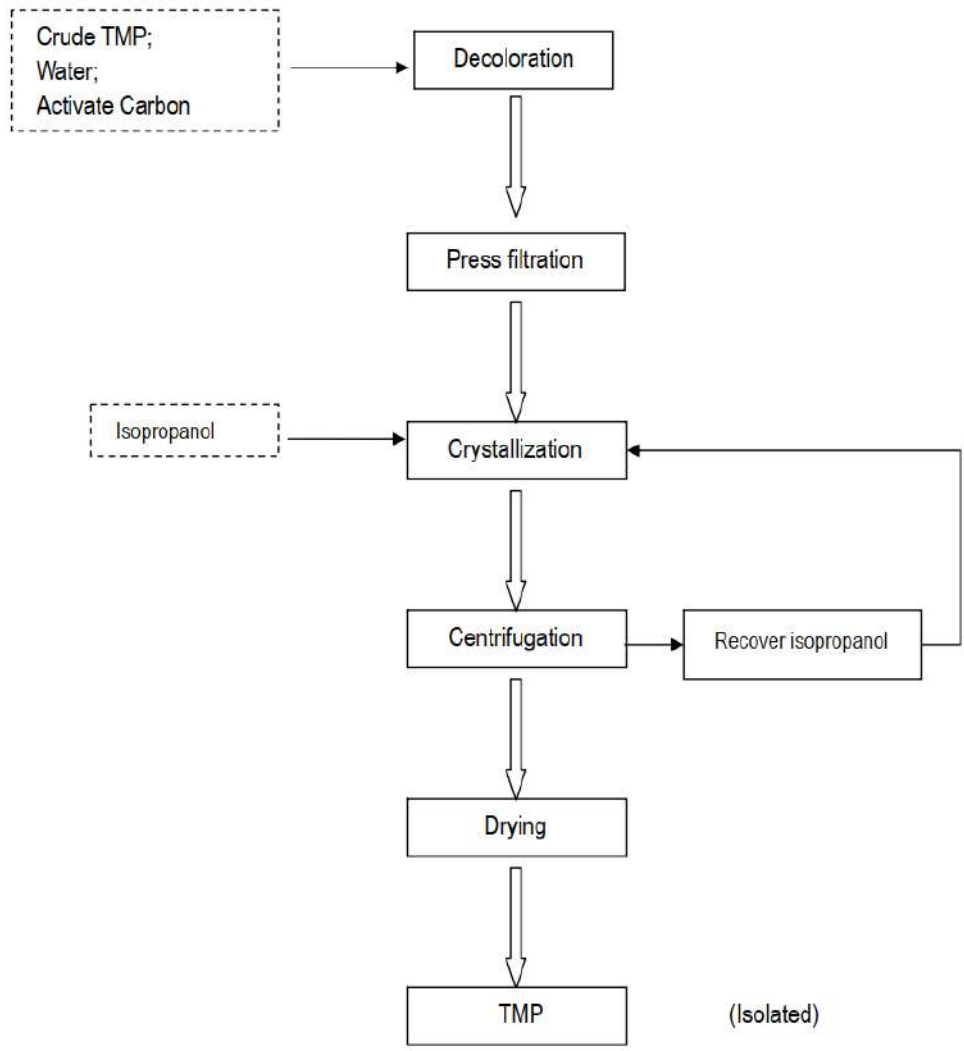 Crude TMP;
Water;
Activate Carbon
Decoloration
Press filtration
Isopropanol
Crystallization
Centrifugation
Recover isopropanol
Drying
TMP
(Isolated)